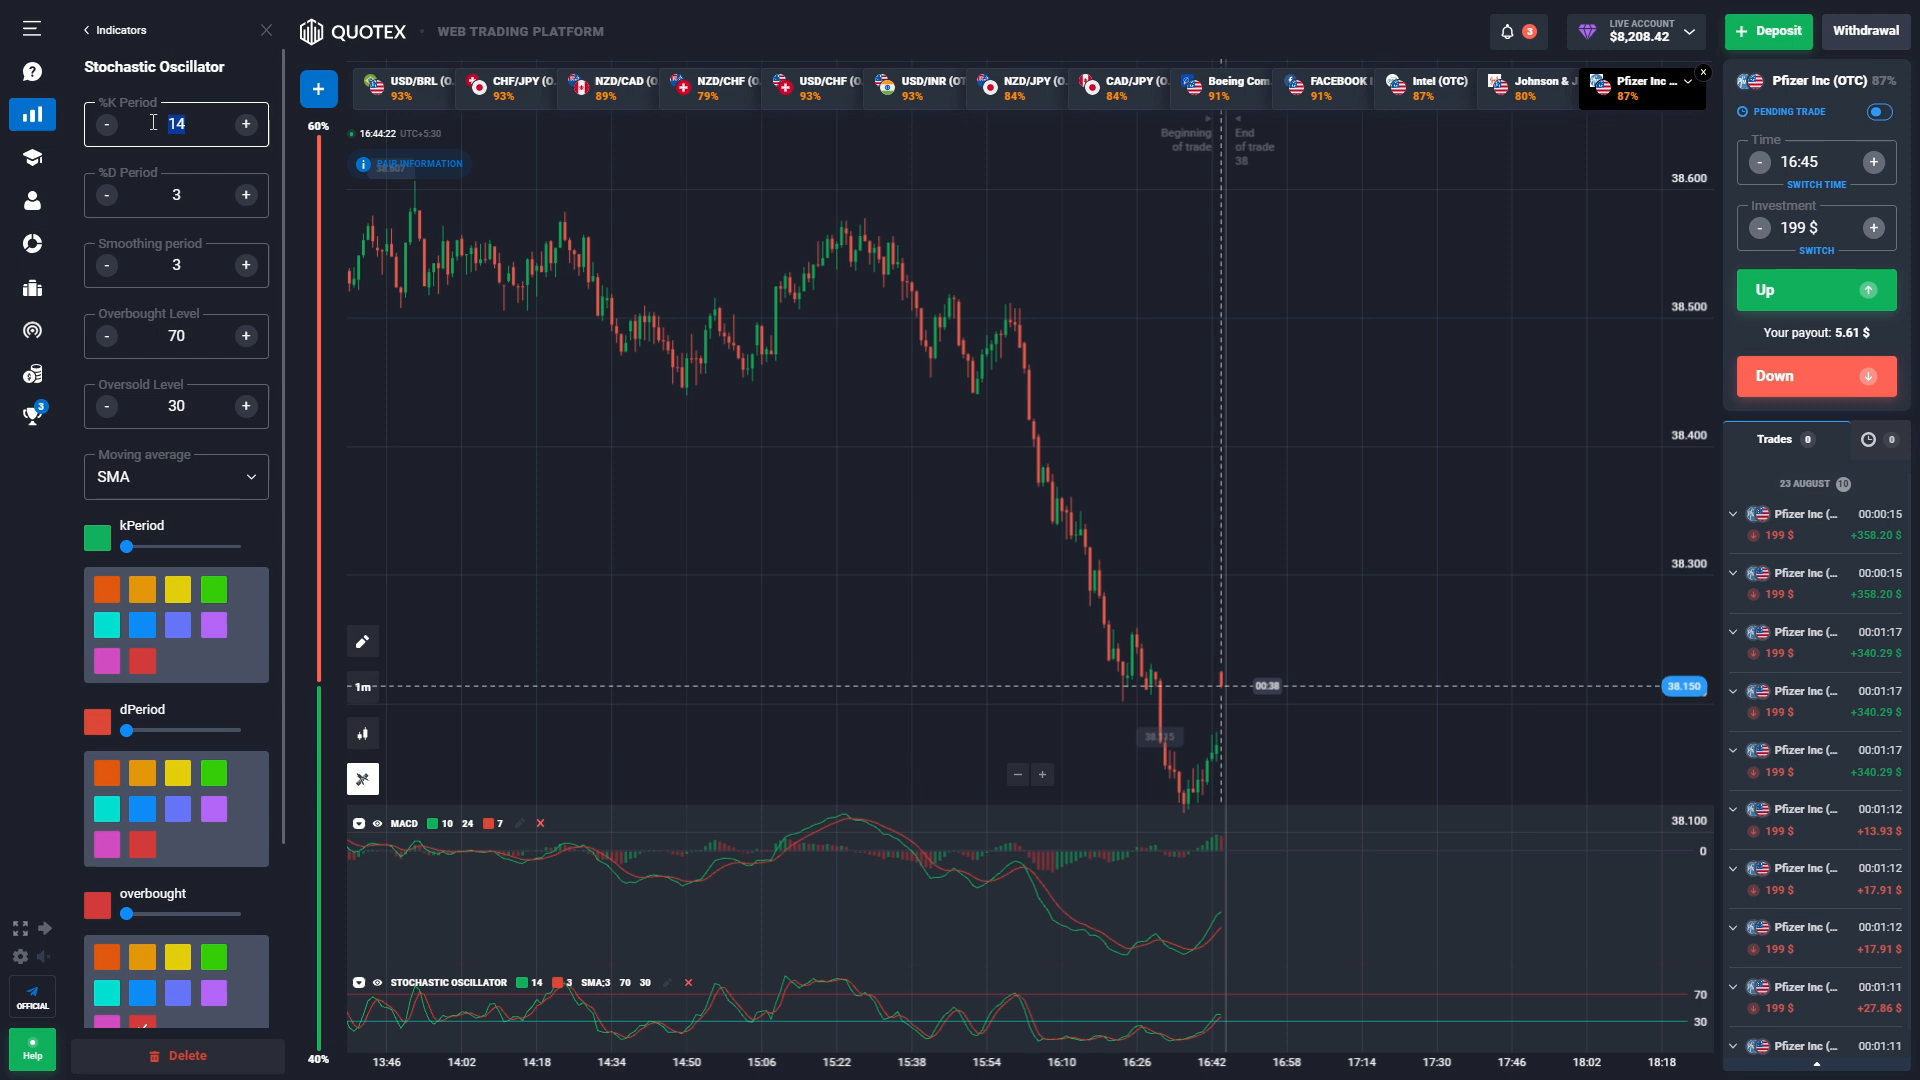 Indicators
Stochastic Oscillator
%K Period
- 14 +
%D Period
- 3 +
Smoothing period
- 3 +
Overbought Level
- 70 +
Oversold Level
- 30 +
Moving average
SMA
kPeriod
dPeriod
overbought
Delete
3
OFFICIAL
Help
QUOTEX • WEB TRADING PLATFORM
3
LIVE ACCOUNT
$8,208.42
+ Deposit
Withdrawal
+
USD/BRL (O.
93%
CHF/JPY (O.
93%
NZD/CAD (O
89%
NZD/CHF (O.
79%
USD/CHF (O.
93%
USD/INR (OT
93%
NZD/JPY (O.
84%
CAD/JPY (O.
84%
Boeing Com
91%
FACEBOOK I
91%
Intel (OTC)
87%
Johnson & J
80%
Pfizer Inc ...
87%
60%
40%
16:44:22 UTC+5:30
PAIR INFORMATION
38.607
Beginning
of trade
End
of trade
38
38.600
38.500
38.400
38.300
38.150
38.100
0
1m
00:38
− +
MACD 10 24 7
STOCHASTIC OSCILLATOR 14 3 SMA;3 70 30
70
30
13:46 14:02 14:18 14:34 14:50 15:06 15:22 15:38 15:54 16:10 16:26 16:42 16:58 17:14 17:30 17:46 18:02 18:18
Pfizer Inc (OTC) 87%
PENDING TRADE
Time
- 16:45 +
SWITCH TIME
Investment
- 199 $ +
SWITCH
Up
Your payout: 5.61 $
Down
Trades 0
0
23 AUGUST 10
Pfizer Inc (... 00:00:15
199 $ +358.20 $
Pfizer Inc (... 00:00:15
199 $ +358.20 $
Pfizer Inc (... 00:01:17
199 $ +340.29 $
Pfizer Inc (... 00:01:17
199 $ +340.29 $
Pfizer Inc (... 00:01:17
199 $ +340.29 $
Pfizer Inc (... 00:01:12
199 $ +13.93 $
Pfizer Inc (... 00:01:12
199 $ +17.91 $
Pfizer Inc (... 00:01:12
199 $ +17.91 $
Pfizer Inc (... 00:01:11
199 $ +27.86 $
Pfizer Inc (... 00:01:11